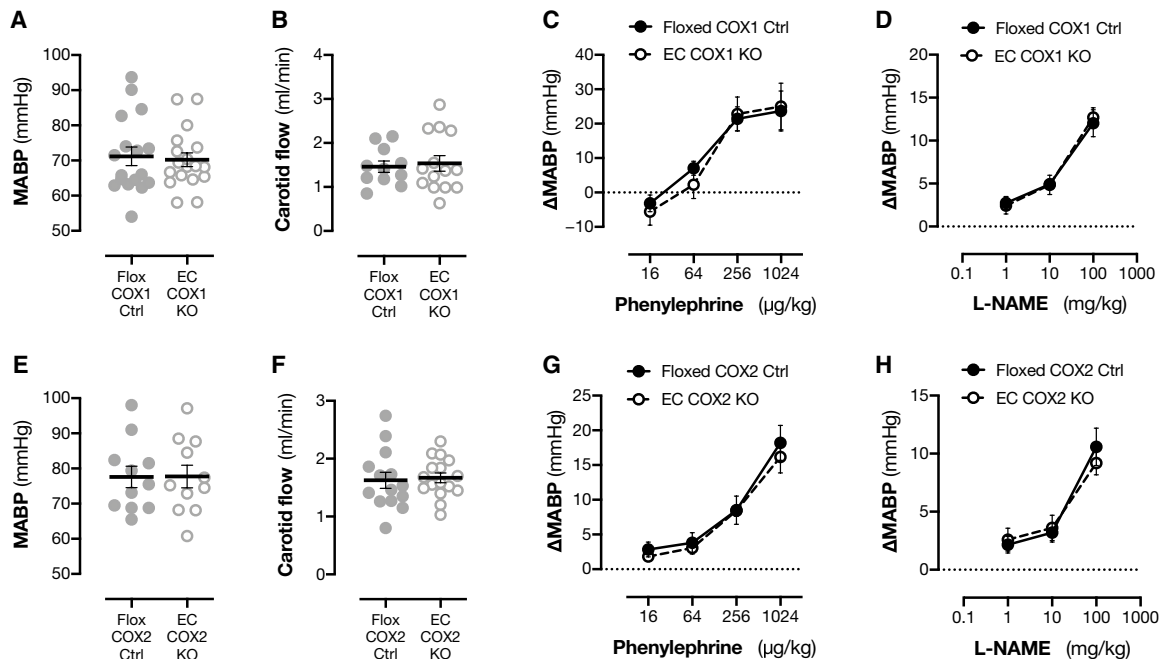 A
MABP (mmHg)
100
90
80
70
60
50
Flox COX1 Ctrl
EC COX1 KO
B
Carotid flow (ml/min)
4
3
2
1
0
Flox COX1 Ctrl
EC COX1 KO
C
Floxed COX1 Ctrl
EC COX1 KO
ΔMABP (mmHg)
40
30
20
10
0
−10
16 64 256 1024
Phenylephrine (µg/kg)
D
Floxed COX1 Ctrl
EC COX1 KO
ΔMABP (mmHg)
20
15
10
5
0
0.1 1 10 100 1000
L-NAME (mg/kg)
E
MABP (mmHg)
100
90
80
70
60
50
Flox COX2 Ctrl
EC COX2 KO
F
Carotid flow (ml/min)
3
2
1
0
Flox COX2 Ctrl
EC COX2 KO
G
Floxed COX2 Ctrl
EC COX2 KO
ΔMABP (mmHg)
25
20
15
10
5
0
16 64 256 1024
Phenylephrine (µg/kg)
H
Floxed COX2 Ctrl
EC COX2 KO
ΔMABP (mmHg)
15
10
5
0
0.1 1 10 100 1000
L-NAME (mg/kg)